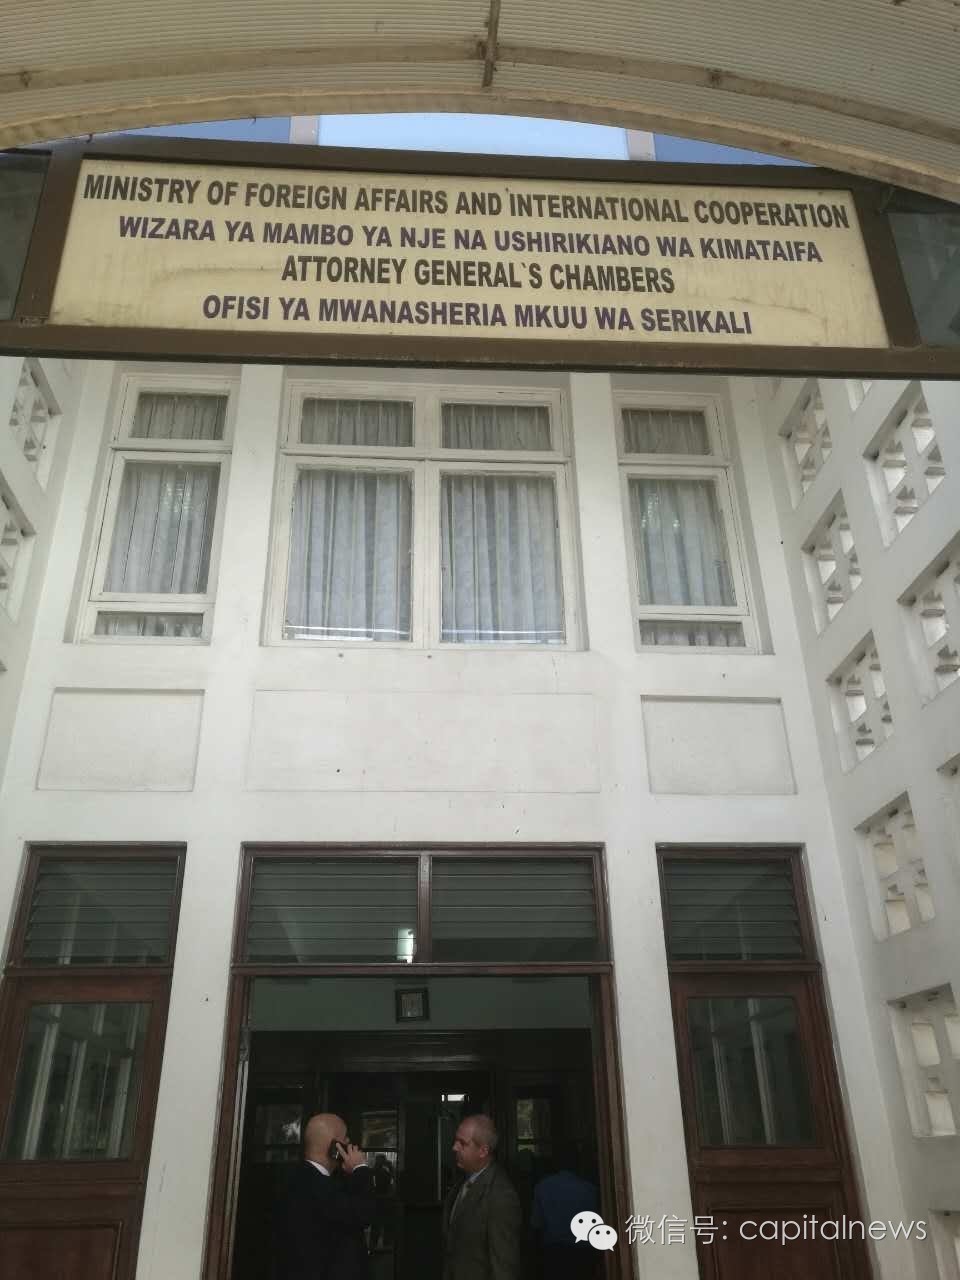 MINISTRY OF FOREIGN AFFAIRS AND INTERNATIONAL COOPERATION
WIZARA YA MAMBO YA NJE NA USHIRIKIANO WA KIMATAIFA
ATTORNEY GENERAL`S CHAMBERS
OFISI YA MWANASHERIA MKUU WA SERIKALI
微信号: capitalnews